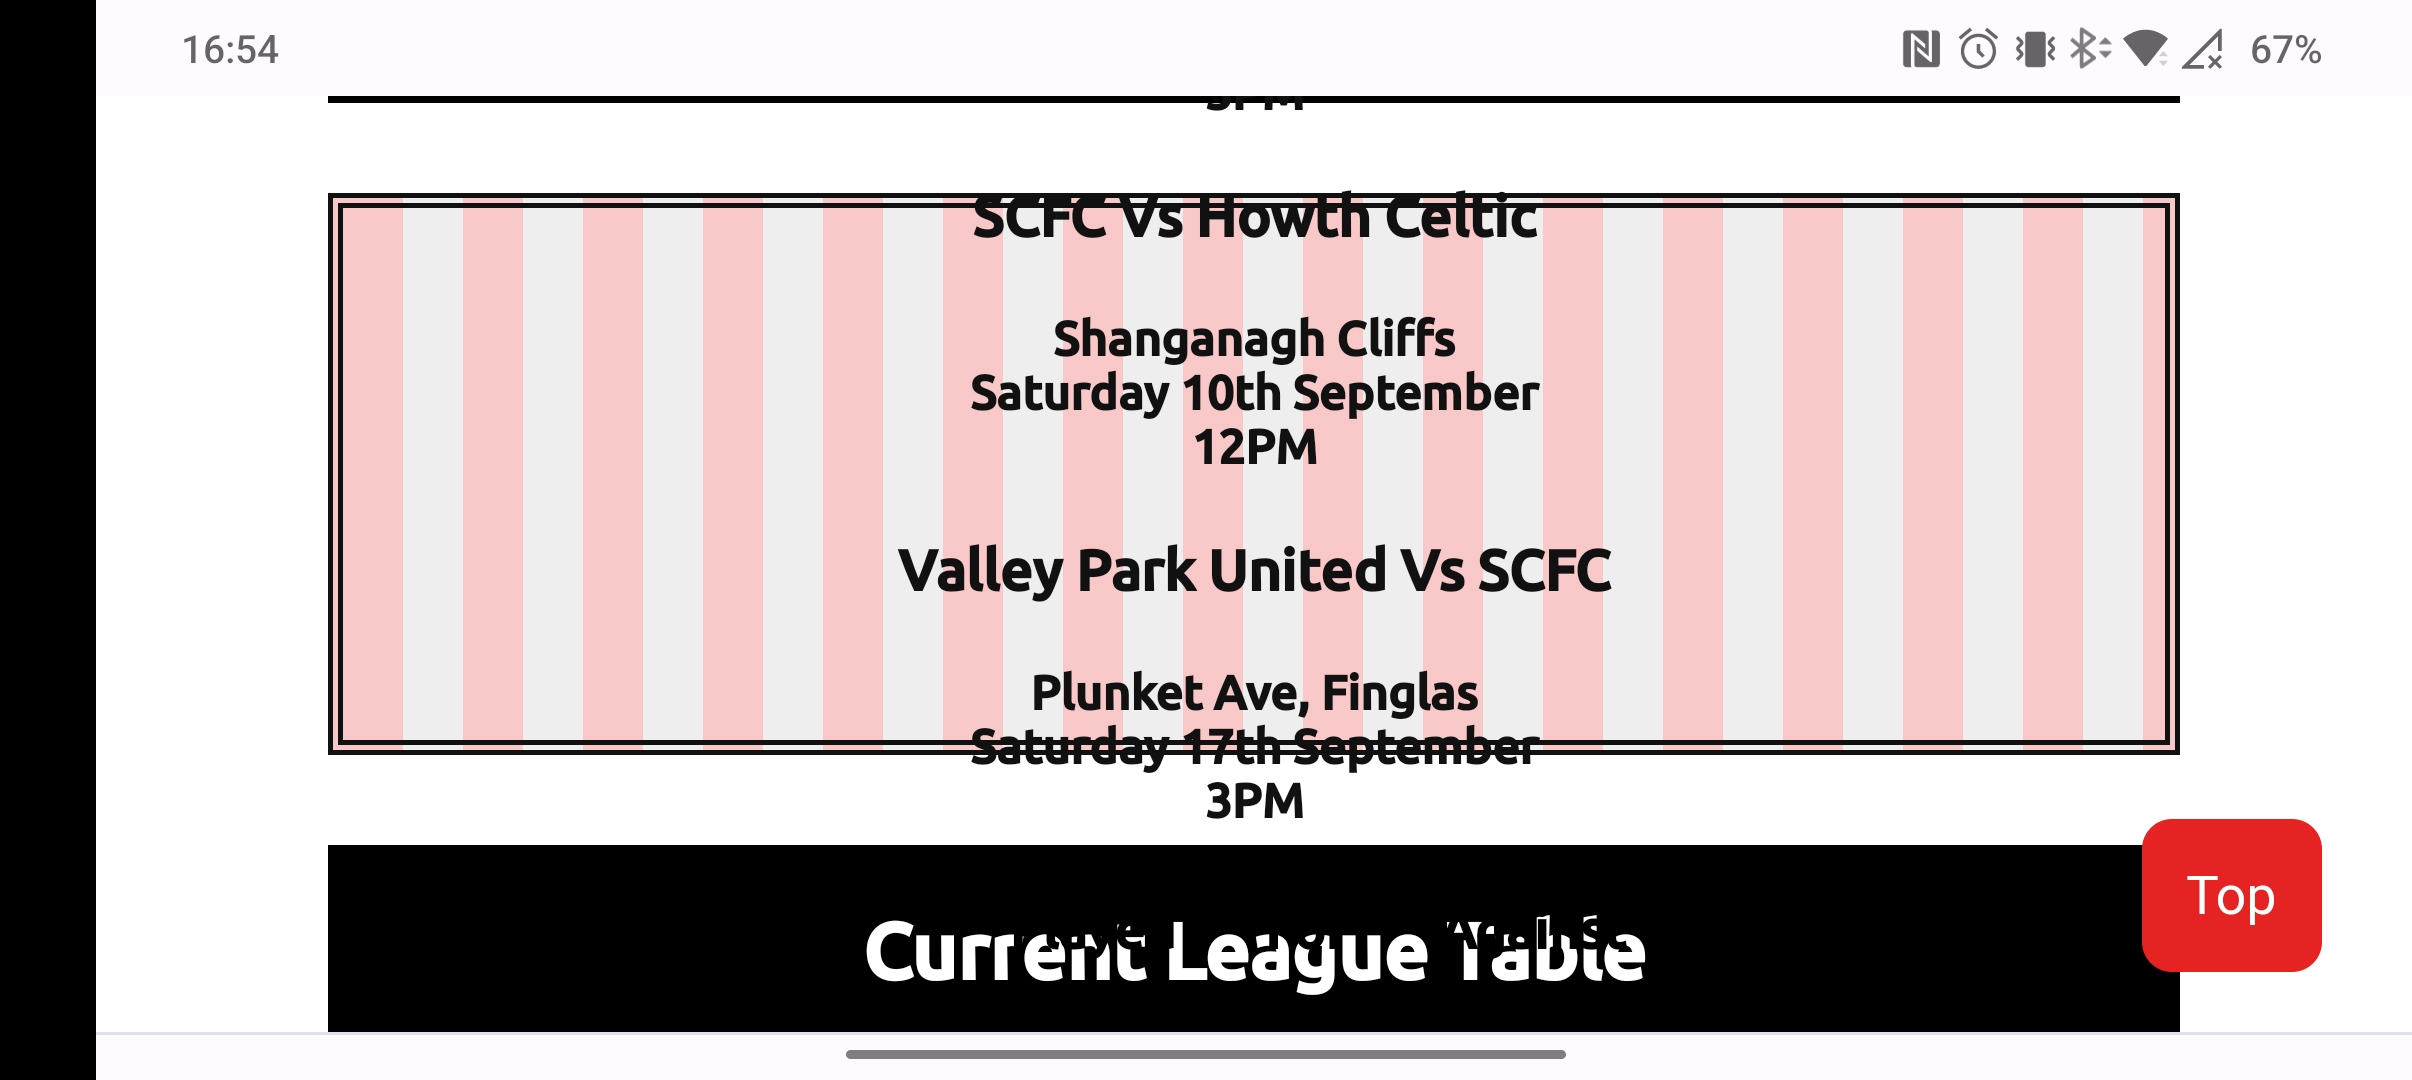 16:54
67%
SCFC Vs Howth Celtic
Shanganagh Cliffs
Saturday 10th September
12PM
Valley Park United Vs SCFC
Plunket Ave, Finglas
Saturday 17th September
3PM
Top
Current League Table